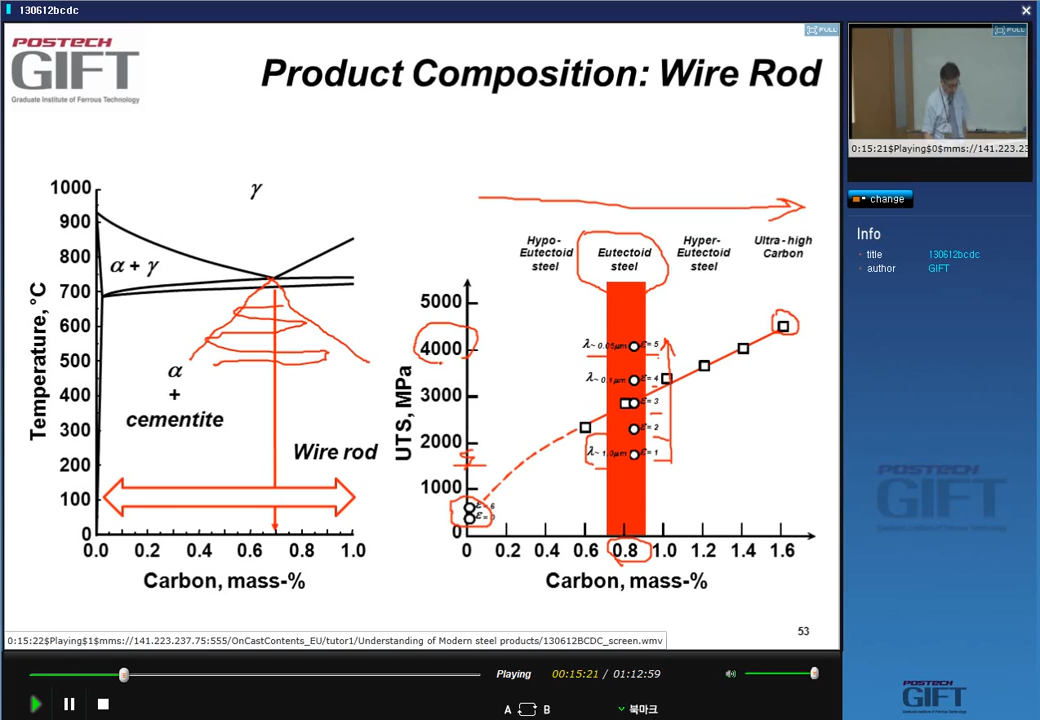 130612bcdc
POSTECH
GIFT
Graduate Institute of Ferrous Technology
Product Composition: Wire Rod
FULL
FULL
0:15:21$Playing$0$mms://141.223.23
change
Info
title 130612bcdc
author GIFT
1000
900
800
700
600
500
400
300
200
100
0
Temperature, °C
γ
α + γ
α
+
cementite
Wire rod
0.0 0.2 0.4 0.6 0.8 1.0
Carbon, mass-%
Hypo-
Eutectoid
steel
Eutectoid
steel
Hyper-
Eutectoid
steel
Ultra-high
Carbon
5000
4000
3000
2000
1000
0
UTS, MPa
λ~ 0.05μm ε= 5
λ~ 0.1μm ε= 4
ε= 3
ε= 2
λ~ 1.0μm ε= 1
0 0.2 0.4 0.6 0.8 1.0 1.2 1.4 1.6
Carbon, mass-%
53
0:15:22$Playing$1$mms://141.223.237.75:555/OnCastContents_EU/tutor1/Understanding of Modern steel products/130612BCDC_screen.wmv
Playing 00:15:21 / 01:12:59
A B 북마크
POSTECH
GIFT
POSTECH
GIFT